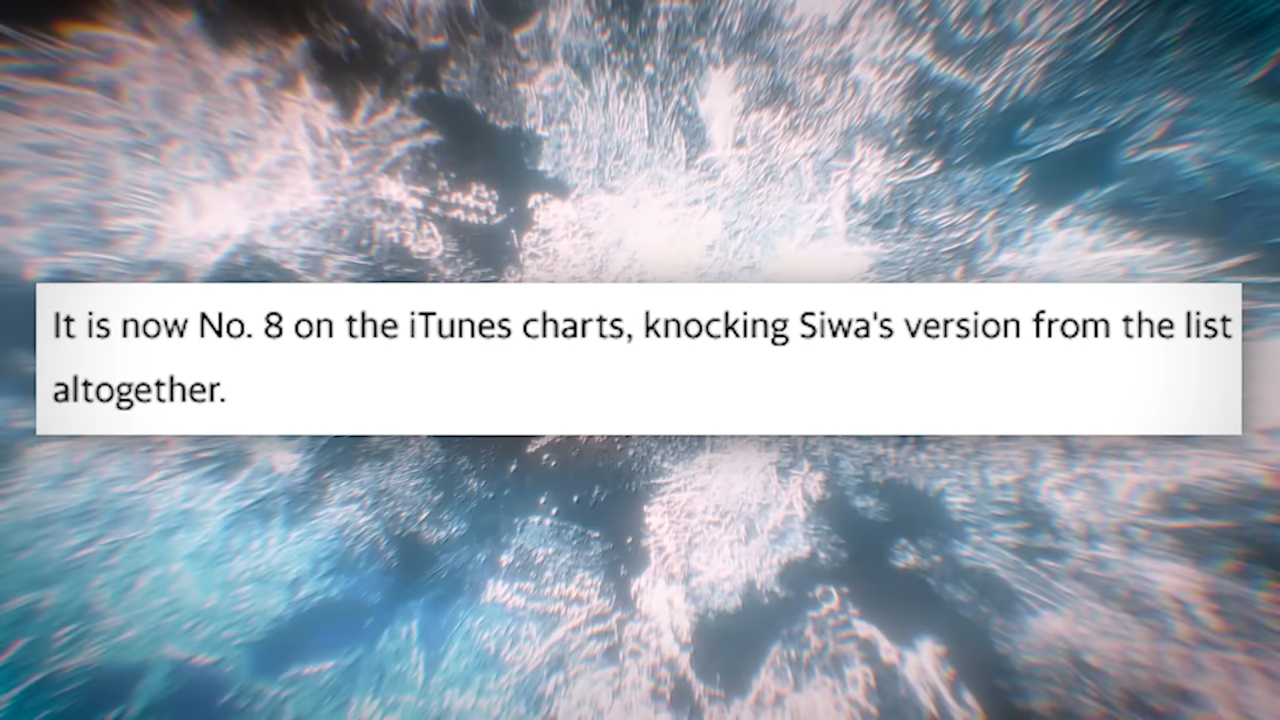 It is now No. 8 on the iTunes charts, knocking Siwa's version from the list
altogether.